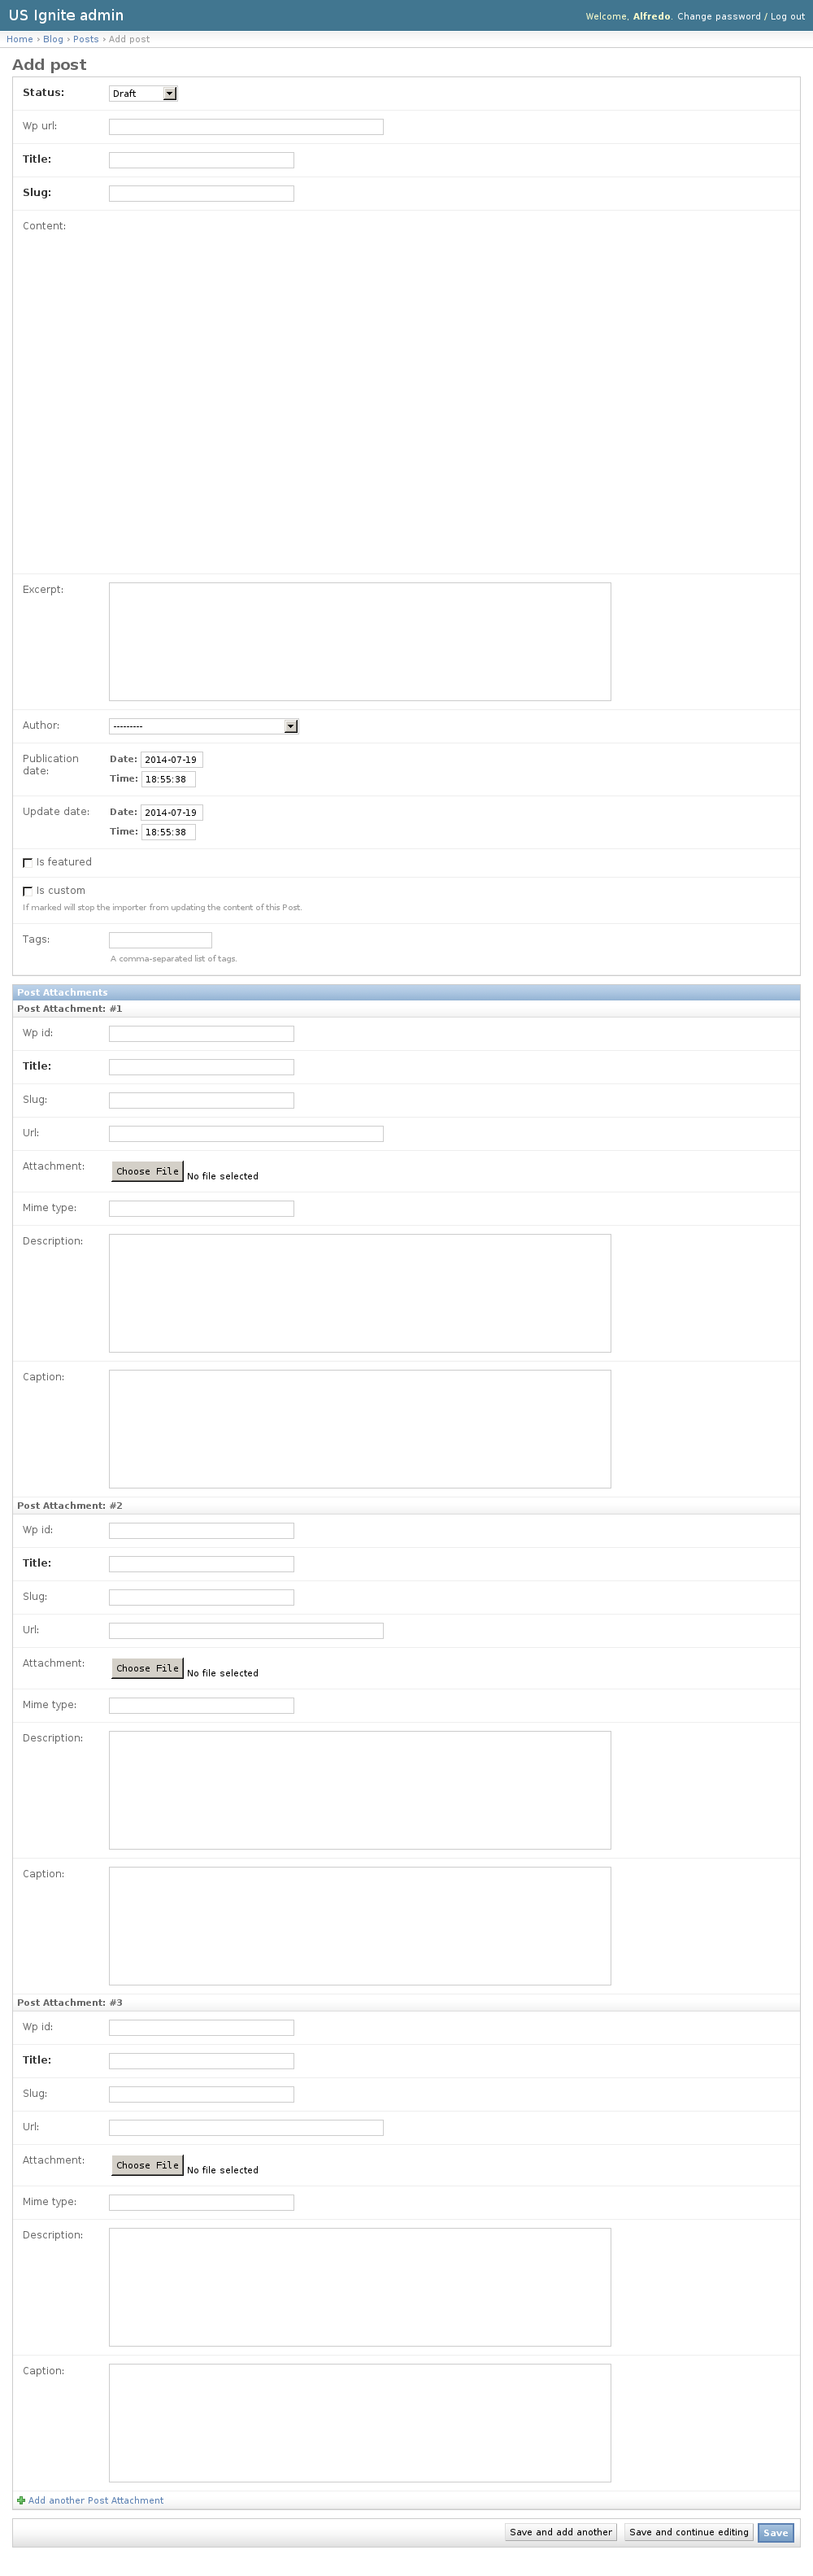 US Ignite admin
Welcome, Alfredo. Change password / Log out
Home › Blog › Posts › Add post
Add post
Status: Draft
Wp url:
Title:
Slug:
Content:
Excerpt:
Author: ---------
Publication date:
Date: 2014-07-19
Time: 18:55:38
Update date:
Date: 2014-07-19
Time: 18:55:38
Is featured
Is custom
If marked will stop the importer from updating the content of this Post.
Tags:
A comma-separated list of tags.
Post Attachments
Post Attachment: #1
Wp id:
Title:
Slug:
Url:
Attachment: Choose File No file selected
Mime type:
Description:
Caption:
Post Attachment: #2
Wp id:
Title:
Slug:
Url:
Attachment: Choose File No file selected
Mime type:
Description:
Caption:
Post Attachment: #3
Wp id:
Title:
Slug:
Url:
Attachment: Choose File No file selected
Mime type:
Description:
Caption:
Add another Post Attachment
Save and add another Save and continue editing Save